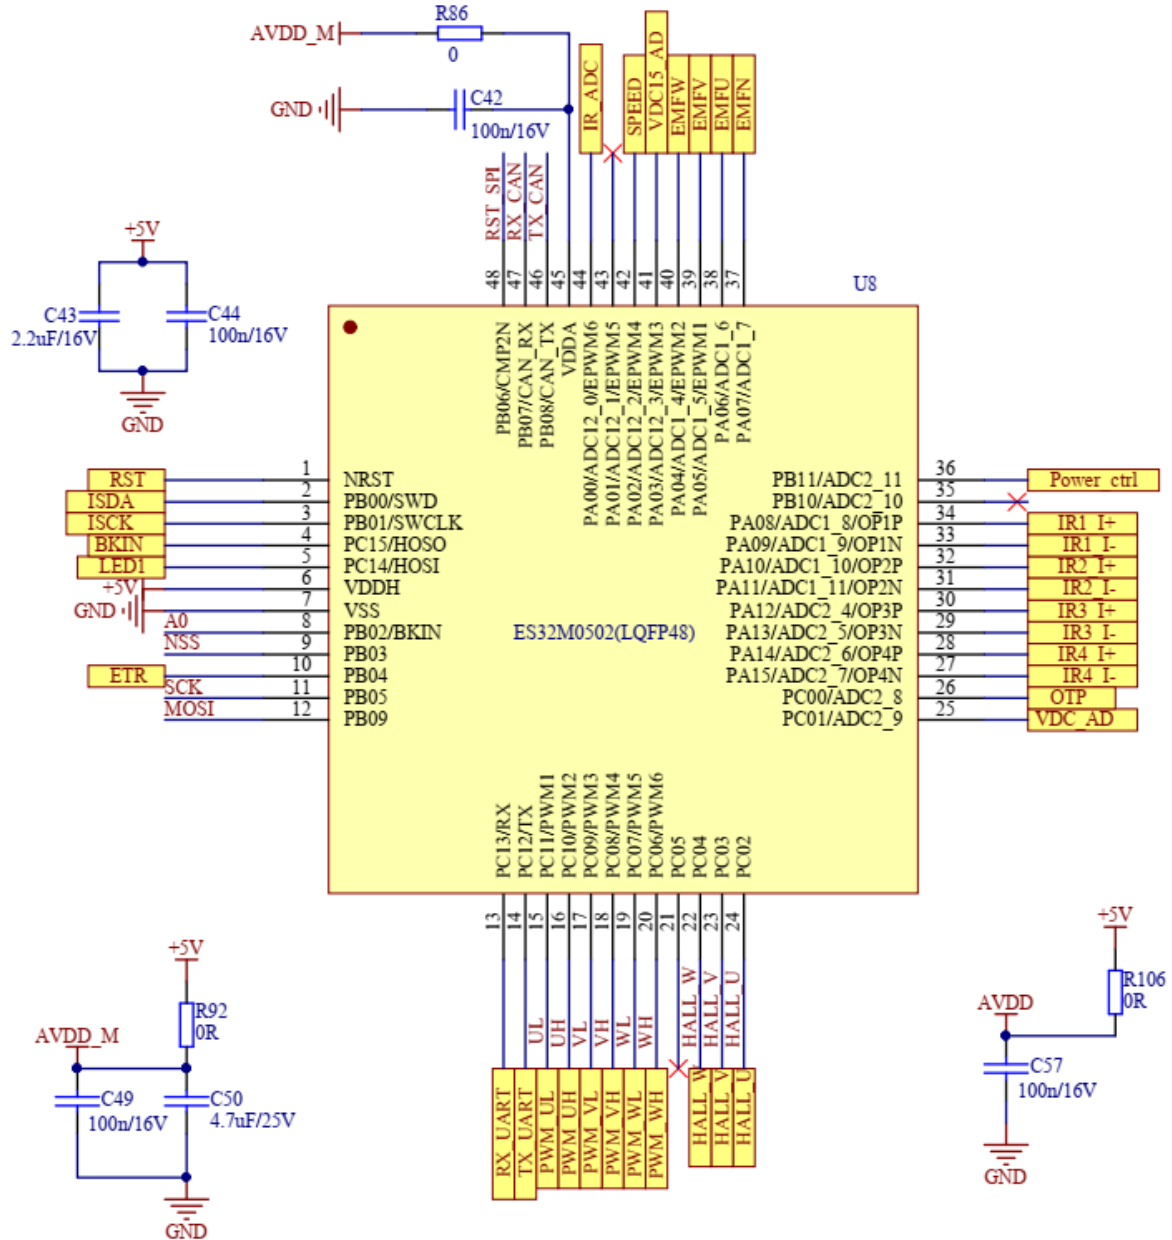 R86
AVDD_M
0
GND
C42
100n/16V
IR_ADC
SPEED
VDC15_AD
EMFW
EMFV
EMFU
EMFN
RST_SPI
RX_CAN
TX_CAN
48
47
46
45
44
43
42
41
40
39
38
37
U8
+5V
C43
2.2uF/16V
C44
100n/16V
GND
PB06/CMP2N
PB07/CAN_RX
PB08/CAN_TX
VDDA
PA00/ADC12_0/EPWM6
PA01/ADC12_1/EPWM5
PA02/ADC12_2/EPWM4
PA03/ADC12_3/EPWM3
PA04/ADC1_4/EPWM2
PA05/ADC1_5/EPWM1
PA06/ADC1_6
PA07/ADC1_7
RST 1 NRST
ISDA 2 PB00/SWD
ISCK 3 PB01/SWCLK
BKIN 4 PC15/HOSO
LED1 5 PC14/HOSI
+5V 6 VDDH
GND 7 VSS
A0 8 PB02/BKIN
NSS 9 PB03
ETR 10 PB04
SCK 11 PB05
MOSI 12 PB09
ES32M0502(LQFP48)
PB11/ADC2_11 36 Power_ctrl
PB10/ADC2_10 35
PA08/ADC1_8/OP1P 34 IR1_I+
PA09/ADC1_9/OP1N 33 IR1_I-
PA10/ADC1_10/OP2P 32 IR2_I+
PA11/ADC1_11/OP2N 31 IR2_I-
PA12/ADC2_4/OP3P 30 IR3_I+
PA13/ADC2_5/OP3N 29 IR3_I-
PA14/ADC2_6/OP4P 28 IR4_I+
PA15/ADC2_7/OP4N 27 IR4_I-
PC00/ADC2_8 26 OTP
PC01/ADC2_9 25 VDC_AD
PC13/RX
PC12/TX
PC11/PWM1
PC10/PWM2
PC09/PWM3
PC08/PWM4
PC07/PWM5
PC06/PWM6
PC05
PC04
PC03
PC02
13
14
15
16
17
18
19
20
21
22
23
24
UL
UH
VL
VH
WL
WH
HALL_W
HALL_V
HALL_U
RX_UART
TX_UART
PWM_UL
PWM_UH
PWM_VL
PWM_VH
PWM_WL
PWM_WH
HALL_W
HALL_V
HALL_U
+5V
R92
0R
AVDD_M
C49
100n/16V
C50
4.7uF/25V
GND
+5V
R106
0R
AVDD
C57
100n/16V
GND